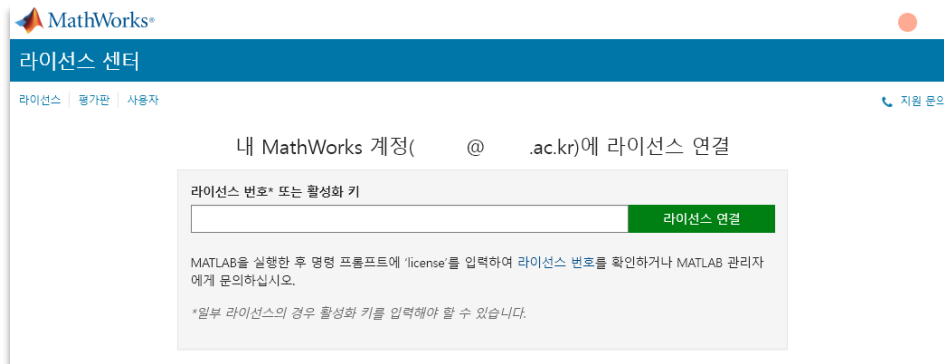 MathWorks®
라이선스 센터
라이선스 평가판 사용자
지원 문의
내 MathWorks 계정( @ .ac.kr)에 라이선스 연결
라이선스 번호* 또는 활성화 키
라이선스 연결
MATLAB을 실행한 후 명령 프롬프트에 'license'를 입력하여 라이선스 번호를 확인하거나 MATLAB 관리자
에게 문의하십시오.
*일부 라이선스의 경우 활성화 키를 입력해야 할 수 있습니다.